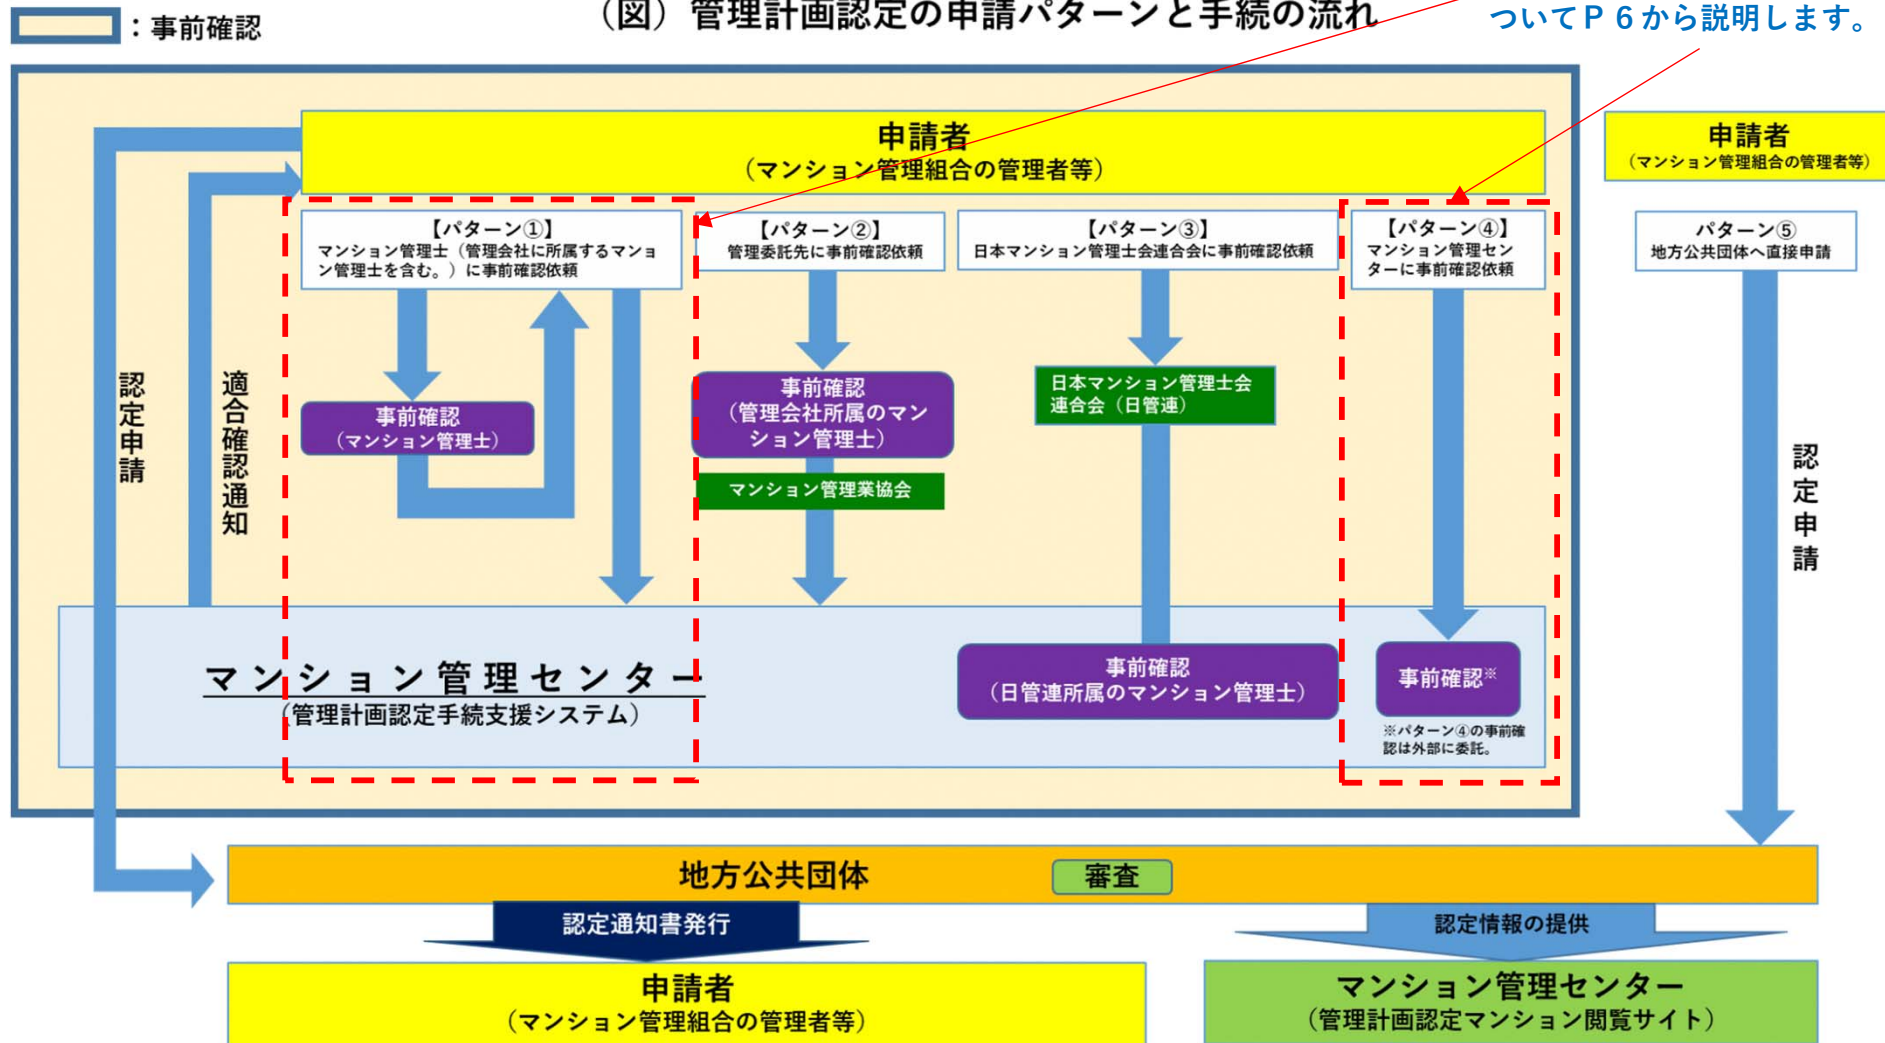 ：事前確認
（図）管理計画認定の申請パターンと手続の流れ
ついてＰ６から説明します。
申請者
（マンション管理組合の管理者等）
申請者
（マンション管理組合の管理者等）
【パターン①】
マンション管理士（管理会社に所属するマンショ
ン管理士を含む。）に事前確認依頼
【パターン②】
管理委託先に事前確認依頼
【パターン③】
日本マンション管理士会連合会に事前確認依頼
【パターン④】
マンション管理セン
ターに事前確認依頼
パターン⑤
地方公共団体へ直接申請
認定申請
適合確認通知
事前確認
（マンション管理士）
事前確認
（管理会社所属のマン
ション管理士）
マンション管理業協会
日本マンション管理士会
連合会（日管連）
認定申請
マンション管理センター
（管理計画認定手続支援システム）
事前確認
（日管連所属のマンション管理士）
事前確認※
※パターン④の事前確
認は外部に委託。
地方公共団体
審査
認定通知書発行
認定情報の提供
申請者
（マンション管理組合の管理者等）
マンション管理センター
（管理計画認定マンション閲覧サイト）